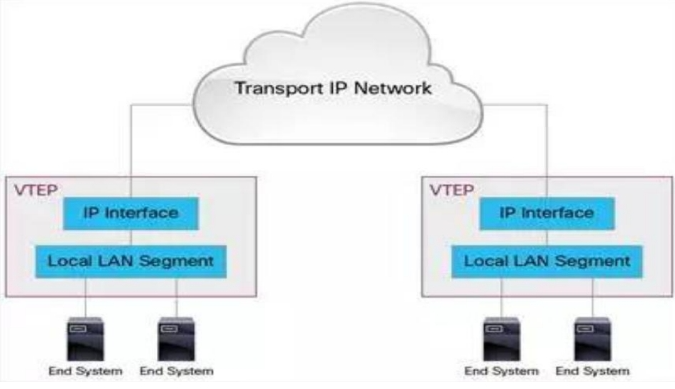 Transport IP Network
VTEP
IP Interface
Local LAN Segment
End System End System
VTEP
IP Interface
Local LAN Segment
End System End System